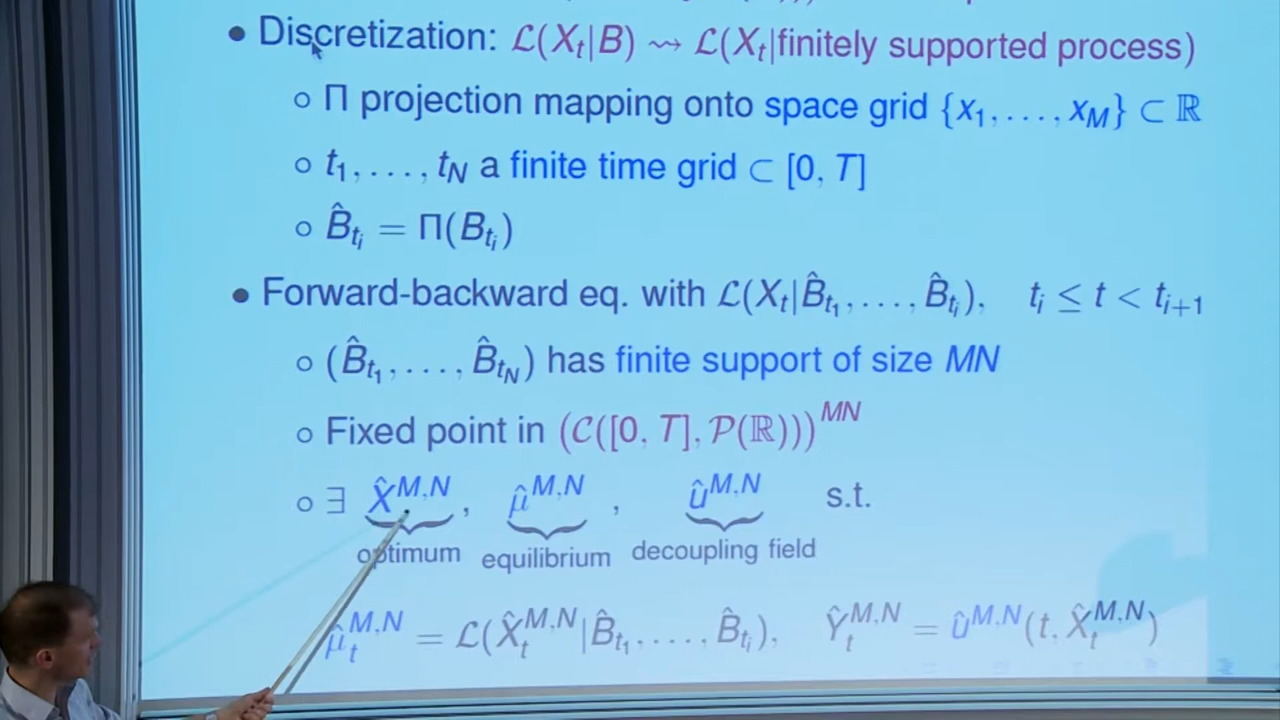 • Discretization: 𝓛(X_t|B) ⇝ 𝓛(X_t|finitely supported process)
○ Π projection mapping onto space grid {x_1, . . . , x_M} ⊂ ℝ
○ t_1, . . . , t_N a finite time grid ⊂ [0, T]
○ B̂_{t_i} = Π(B_{t_i})
• Forward-backward eq. with 𝓛(X_t|B̂_{t_1}, . . . , B̂_{t_i}), t_i ≤ t < t_{i+1}
○ (B̂_{t_1}, . . . , B̂_{t_N}) has finite support of size MN
○ Fixed point in (𝒞([0, T], 𝒫(ℝ)))^{MN}
○ ∃ X̂^{M,N}, μ̂^{M,N}, û^{M,N} s.t.
optimum equilibrium decoupling field
μ̂_t^{M,N} = 𝓛(X̂_t^{M,N}|B̂_{t_1}, . . . , B̂_{t_i}), Ŷ_t^{M,N} = û^{M,N}(t, X̂_t^{M,N})